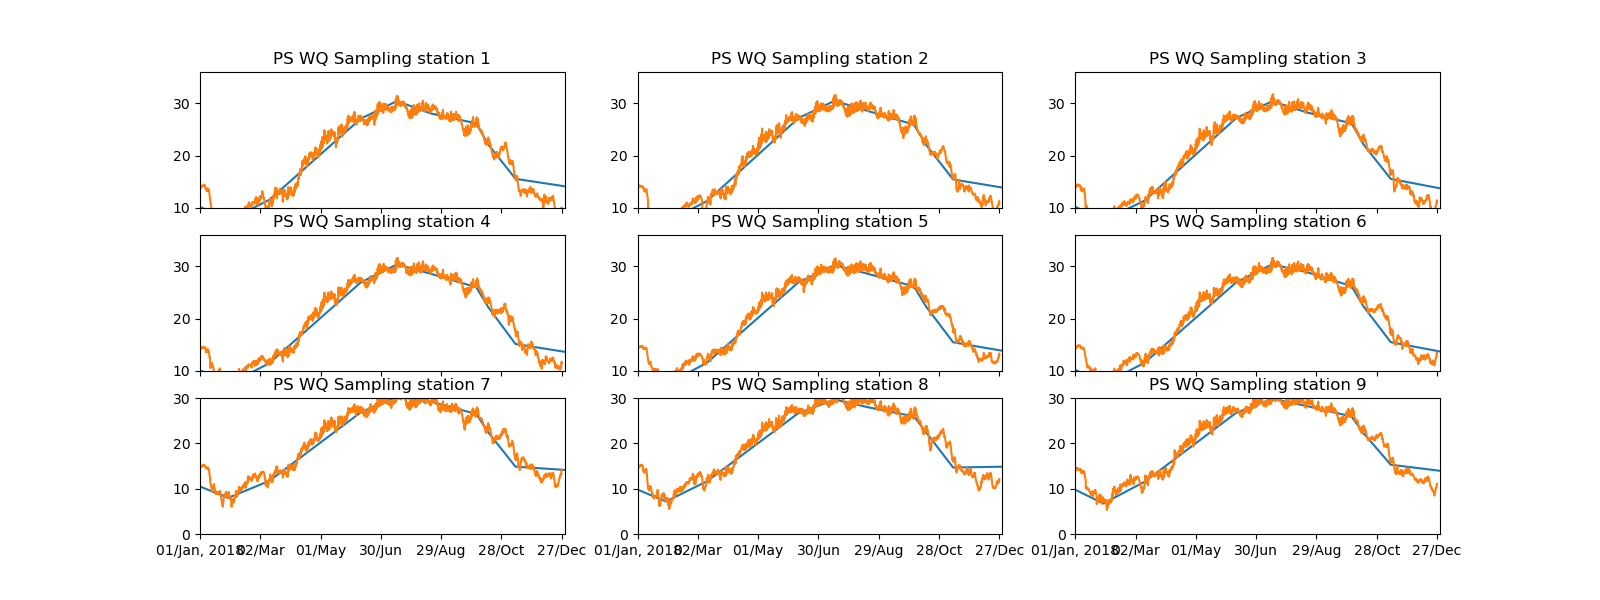 PS WQ Sampling station 1
PS WQ Sampling station 2
PS WQ Sampling station 3
30
20
10
30
20
10
30
20
10
PS WQ Sampling station 4
PS WQ Sampling station 5
PS WQ Sampling station 6
30
20
10
30
20
10
30
20
10
PS WQ Sampling station 7
PS WQ Sampling station 8
PS WQ Sampling station 9
30
20
10
0
30
20
10
0
30
20
10
0
01/Jan, 2018 02/Mar 01/May 30/Jun 29/Aug 28/Oct 27/Dec
01/Jan, 2018 02/Mar 01/May 30/Jun 29/Aug 28/Oct 27/Dec
01/Jan, 2018 02/Mar 01/May 30/Jun 29/Aug 28/Oct 27/Dec